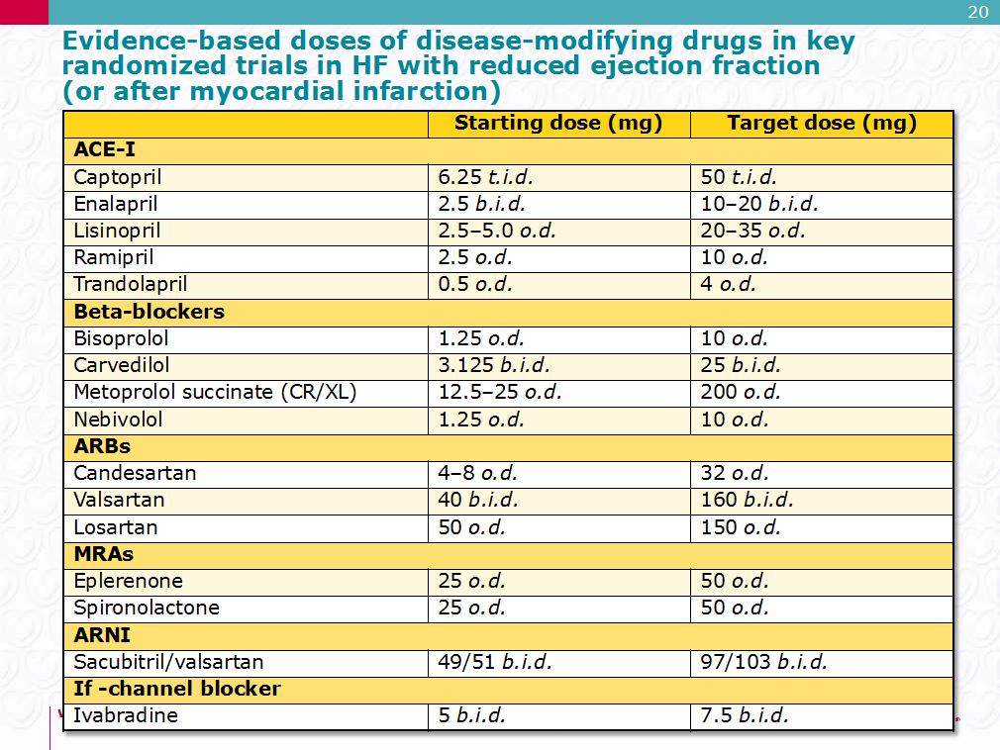 20
Evidence-based doses of disease-modifying drugs in key
randomized trials in HF with reduced ejection fraction
(or after myocardial infarction)
Starting dose (mg) Target dose (mg)
ACE-I
Captopril 6.25 t.i.d. 50 t.i.d.
Enalapril 2.5 b.i.d. 10–20 b.i.d.
Lisinopril 2.5–5.0 o.d. 20–35 o.d.
Ramipril 2.5 o.d. 10 o.d.
Trandolapril 0.5 o.d. 4 o.d.
Beta-blockers
Bisoprolol 1.25 o.d. 10 o.d.
Carvedilol 3.125 b.i.d. 25 b.i.d.
Metoprolol succinate (CR/XL) 12.5–25 o.d. 200 o.d.
Nebivolol 1.25 o.d. 10 o.d.
ARBs
Candesartan 4–8 o.d. 32 o.d.
Valsartan 40 b.i.d. 160 b.i.d.
Losartan 50 o.d. 150 o.d.
MRAs
Eplerenone 25 o.d. 50 o.d.
Spironolactone 25 o.d. 50 o.d.
ARNI
Sacubitril/valsartan 49/51 b.i.d. 97/103 b.i.d.
If -channel blocker
Ivabradine 5 b.i.d. 7.5 b.i.d.